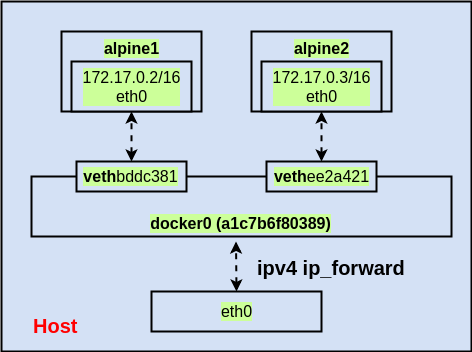 alpine1
172.17.0.2/16
eth0
alpine2
172.17.0.3/16
eth0
vethbddc381
vethee2a421
docker0 (a1c7b6f80389)
ipv4 ip_forward
eth0
Host